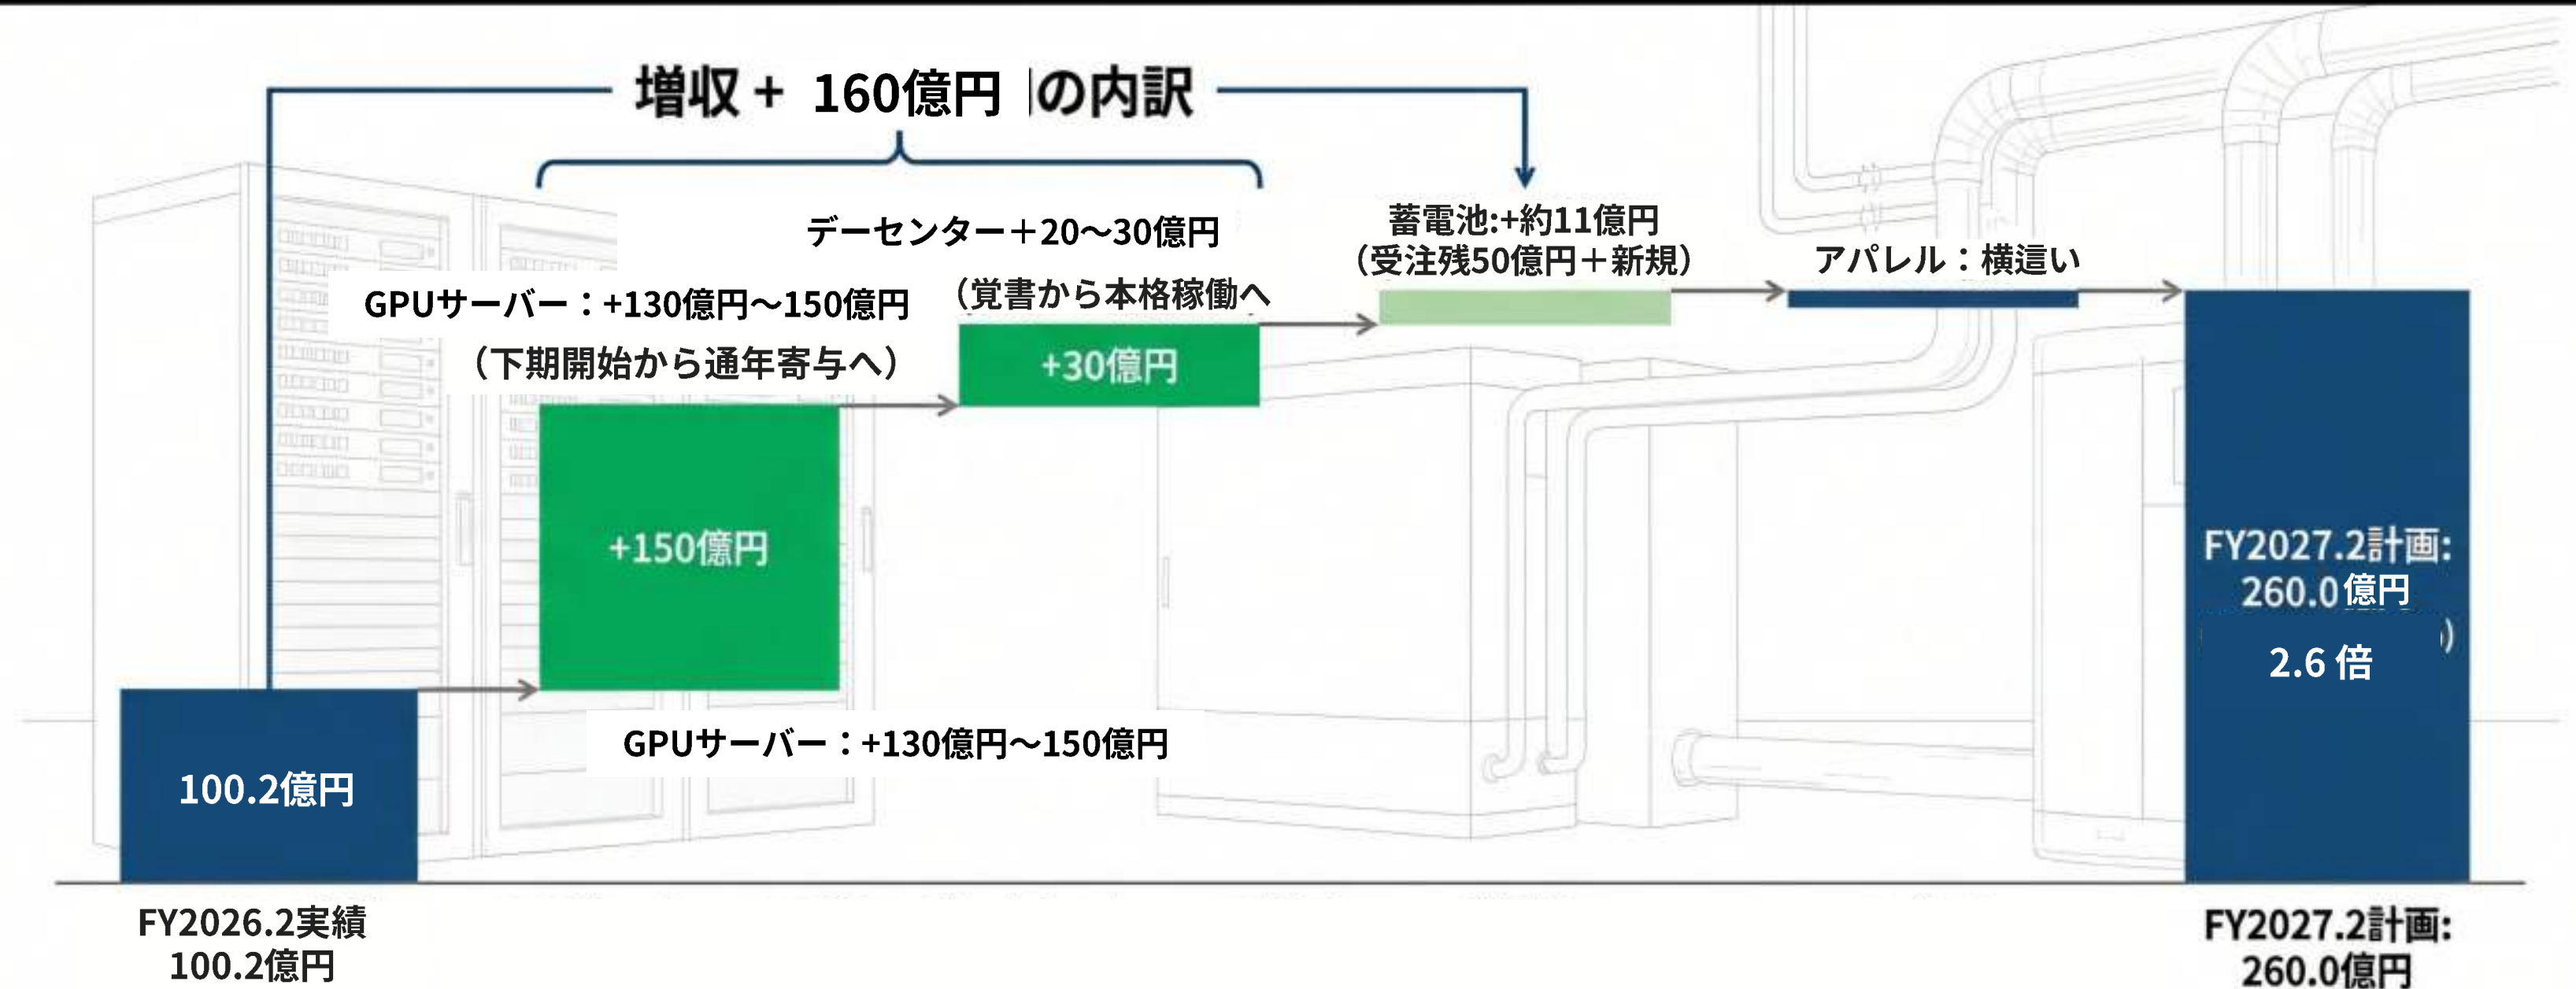 増収 + 160億円 の内訳
デーセンター＋20～30億円
（覚書から本格稼働へ
GPUサーバー：+130億円～150億円
（下期開始から通年寄与へ）
蓄電池:+約11億円
（受注残50億円＋新規）
アパレル：横這い
+30億円
+150億円
GPUサーバー：+130億円～150億円
100.2億円
FY2027.2計画:
260.0億円
)
2.6 倍
FY2026.2実績
100.2億円
FY2027.2計画:
260.0億円